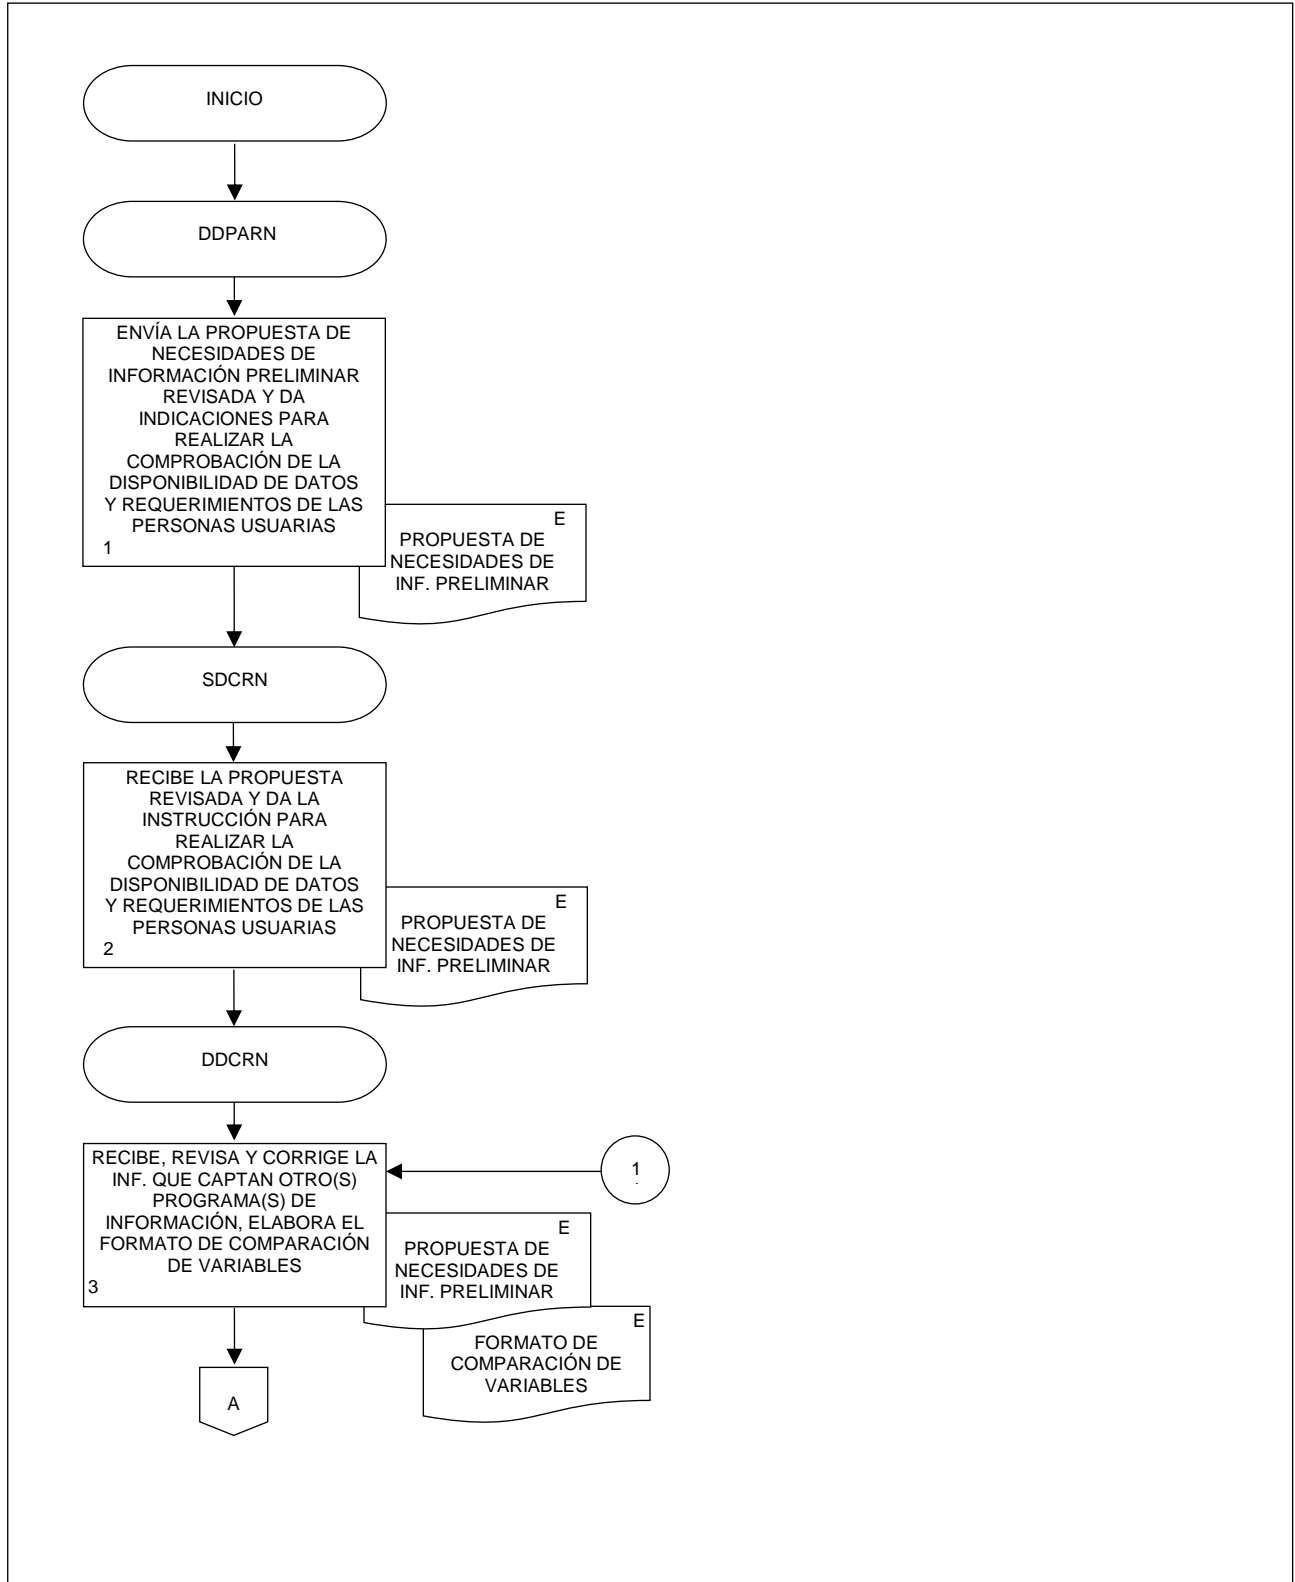 INICIO
DDPARN
ENVÍA LA PROPUESTA DE
NECESIDADES DE
INFORMACIÓN PRELIMINAR
REVISADA Y DA
INDICACIONES PARA
REALIZAR LA
COMPROBACIÓN DE LA
DISPONIBILIDAD DE DATOS
Y REQUERIMIENTOS DE LAS
PERSONAS USUARIAS
1
E
PROPUESTA DE
NECESIDADES DE
INF. PRELIMINAR
SDCRN
RECIBE LA PROPUESTA
REVISADA Y DA LA
INSTRUCCIÓN PARA
REALIZAR LA
COMPROBACIÓN DE LA
DISPONIBILIDAD DE DATOS
Y REQUERIMIENTOS DE LAS
PERSONAS USUARIAS
2
E
PROPUESTA DE
NECESIDADES DE
INF. PRELIMINAR
DDCRN
RECIBE, REVISA Y CORRIGE LA
INF. QUE CAPTAN OTRO(S)
PROGRAMA(S) DE
INFORMACIÓN, ELABORA EL
FORMATO DE COMPARACIÓN
DE VARIABLES
3
1
.
E
PROPUESTA DE
NECESIDADES DE
INF. PRELIMINAR
E
FORMATO DE
COMPARACIÓN DE
VARIABLES
A